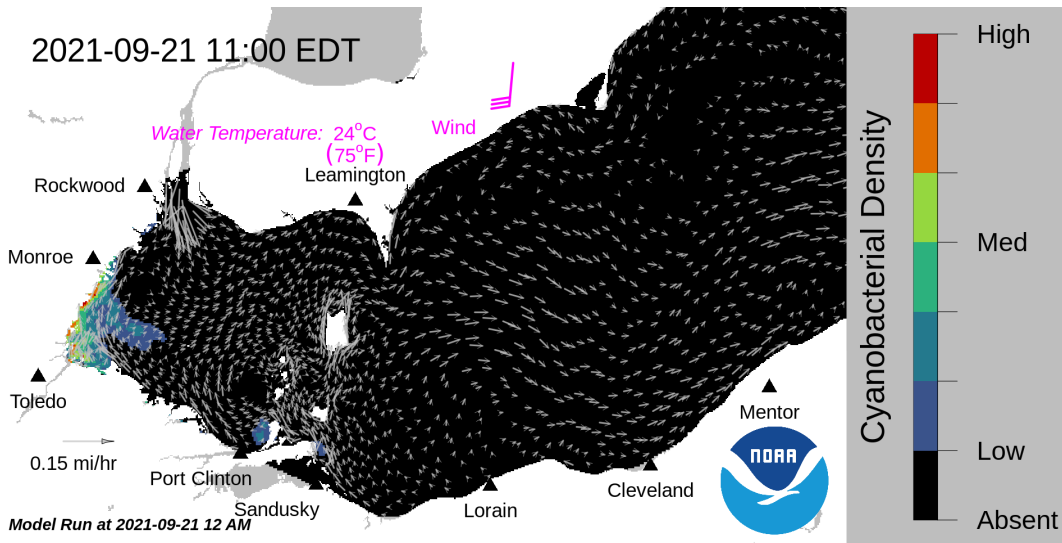 2021-09-21 11:00 EDT
Water Temperature: 24°C
(75°F)
Wind
Leamington
Rockwood
Monroe
Toledo
0.15 mi/hr
Port Clinton
Sandusky
Lorain
Cleveland
Mentor
NOAA
Model Run at 2021-09-21 12 AM
Cyanobacterial Density
High
Med
Low
Absent